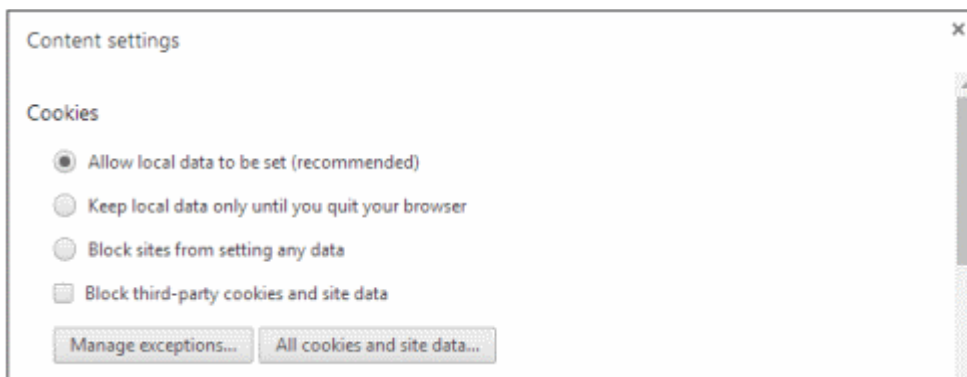 Content settings
Cookies
Allow local data to be set (recommended)
Keep local data only until you quit your browser
Block sites from setting any data
Block third-party cookies and site data
Manage exceptions... All cookies and site data...